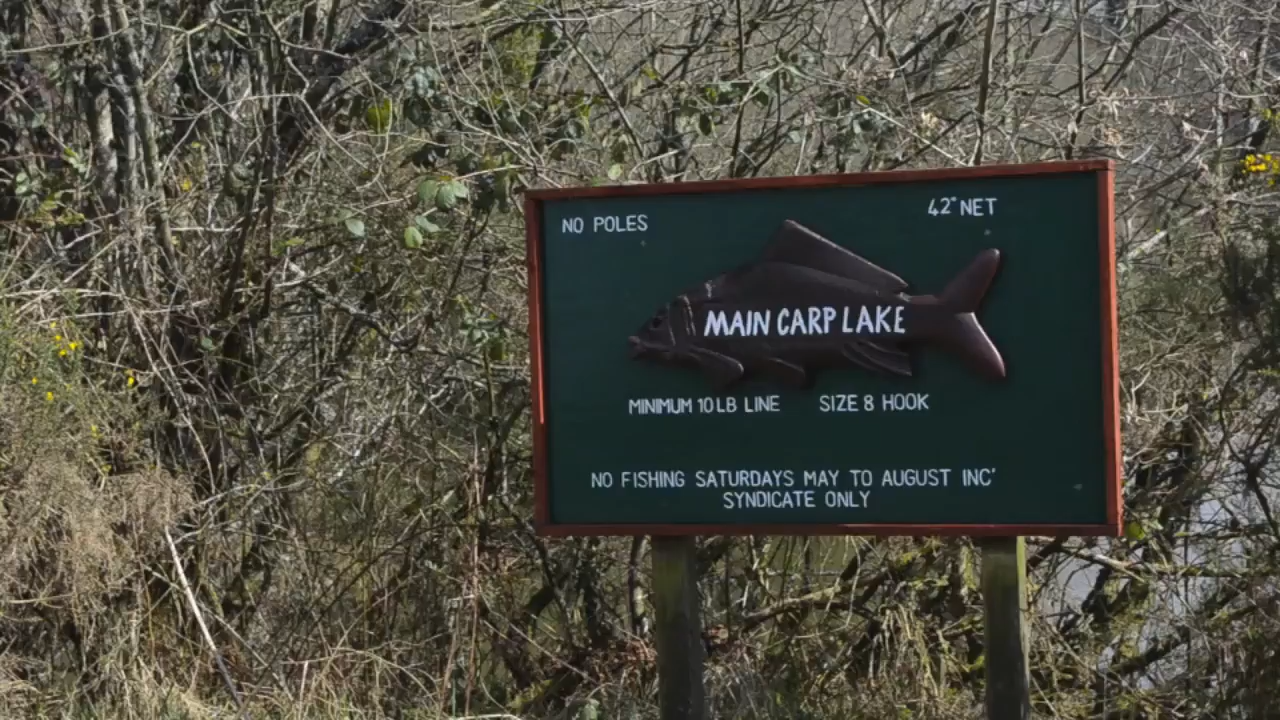 NO POLES
42" NET
MAIN CARP LAKE
MINIMUM 10LB LINE SIZE 8 HOOK
NO FISHING SATURDAYS MAY TO AUGUST INC'
SYNDICATE ONLY